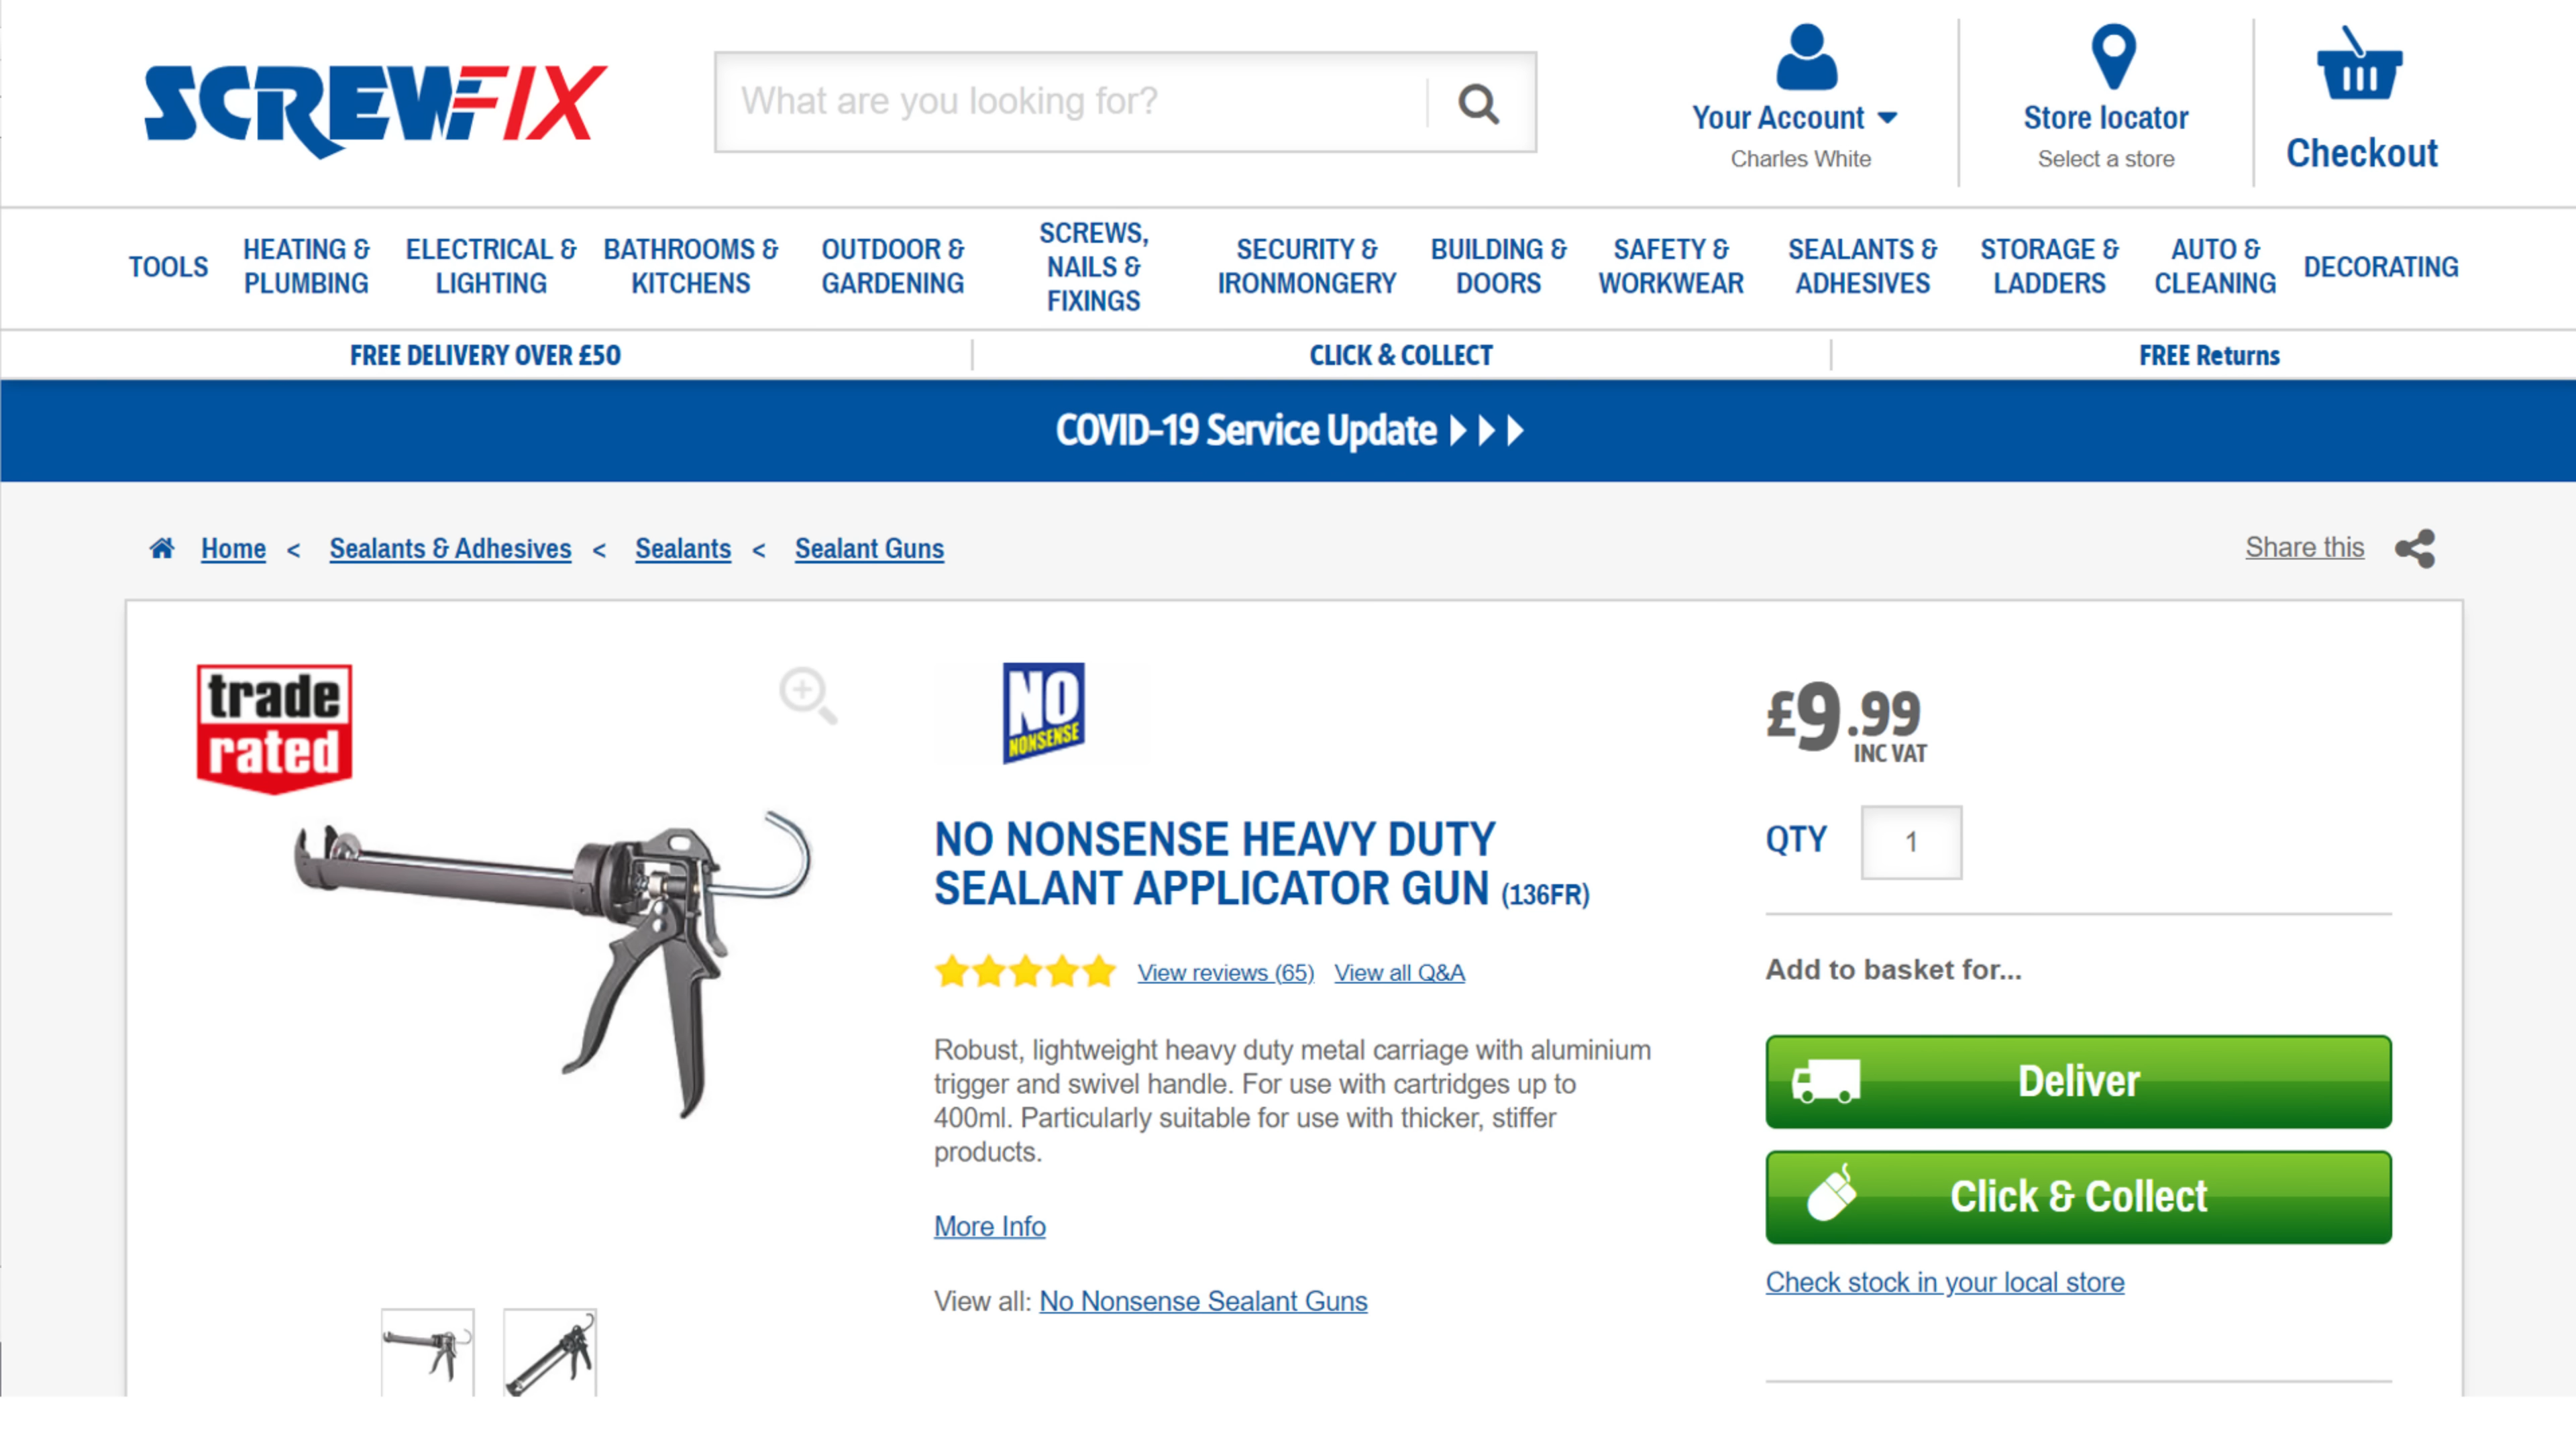 SCREWFIX
What are you looking for?
Your Account
Charles White
Store locator
Select a store
Checkout
TOOLS
HEATING &
PLUMBING
ELECTRICAL &
LIGHTING
BATHROOMS &
KITCHENS
OUTDOOR &
GARDENING
SCREWS,
NAILS &
FIXINGS
SECURITY &
IRONMONGERY
BUILDING &
DOORS
SAFETY &
WORKWEAR
SEALANTS &
ADHESIVES
STORAGE &
LADDERS
AUTO &
CLEANING
DECORATING
FREE DELIVERY OVER £50
CLICK & COLLECT
FREE Returns
COVID-19 Service Update
Home < Sealants & Adhesives < Sealants < Sealant Guns
Share this
trade
rated
NO
NONSENSE
NO NONSENSE HEAVY DUTY
SEALANT APPLICATOR GUN (136FR)
View reviews (65) View all Q&A
Robust, lightweight heavy duty metal carriage with aluminium
trigger and swivel handle. For use with cartridges up to
400ml. Particularly suitable for use with thicker, stiffer
products.
More Info
View all: No Nonsense Sealant Guns
£9.99
INC VAT
QTY 1
Add to basket for...
Deliver
Click & Collect
Check stock in your local store